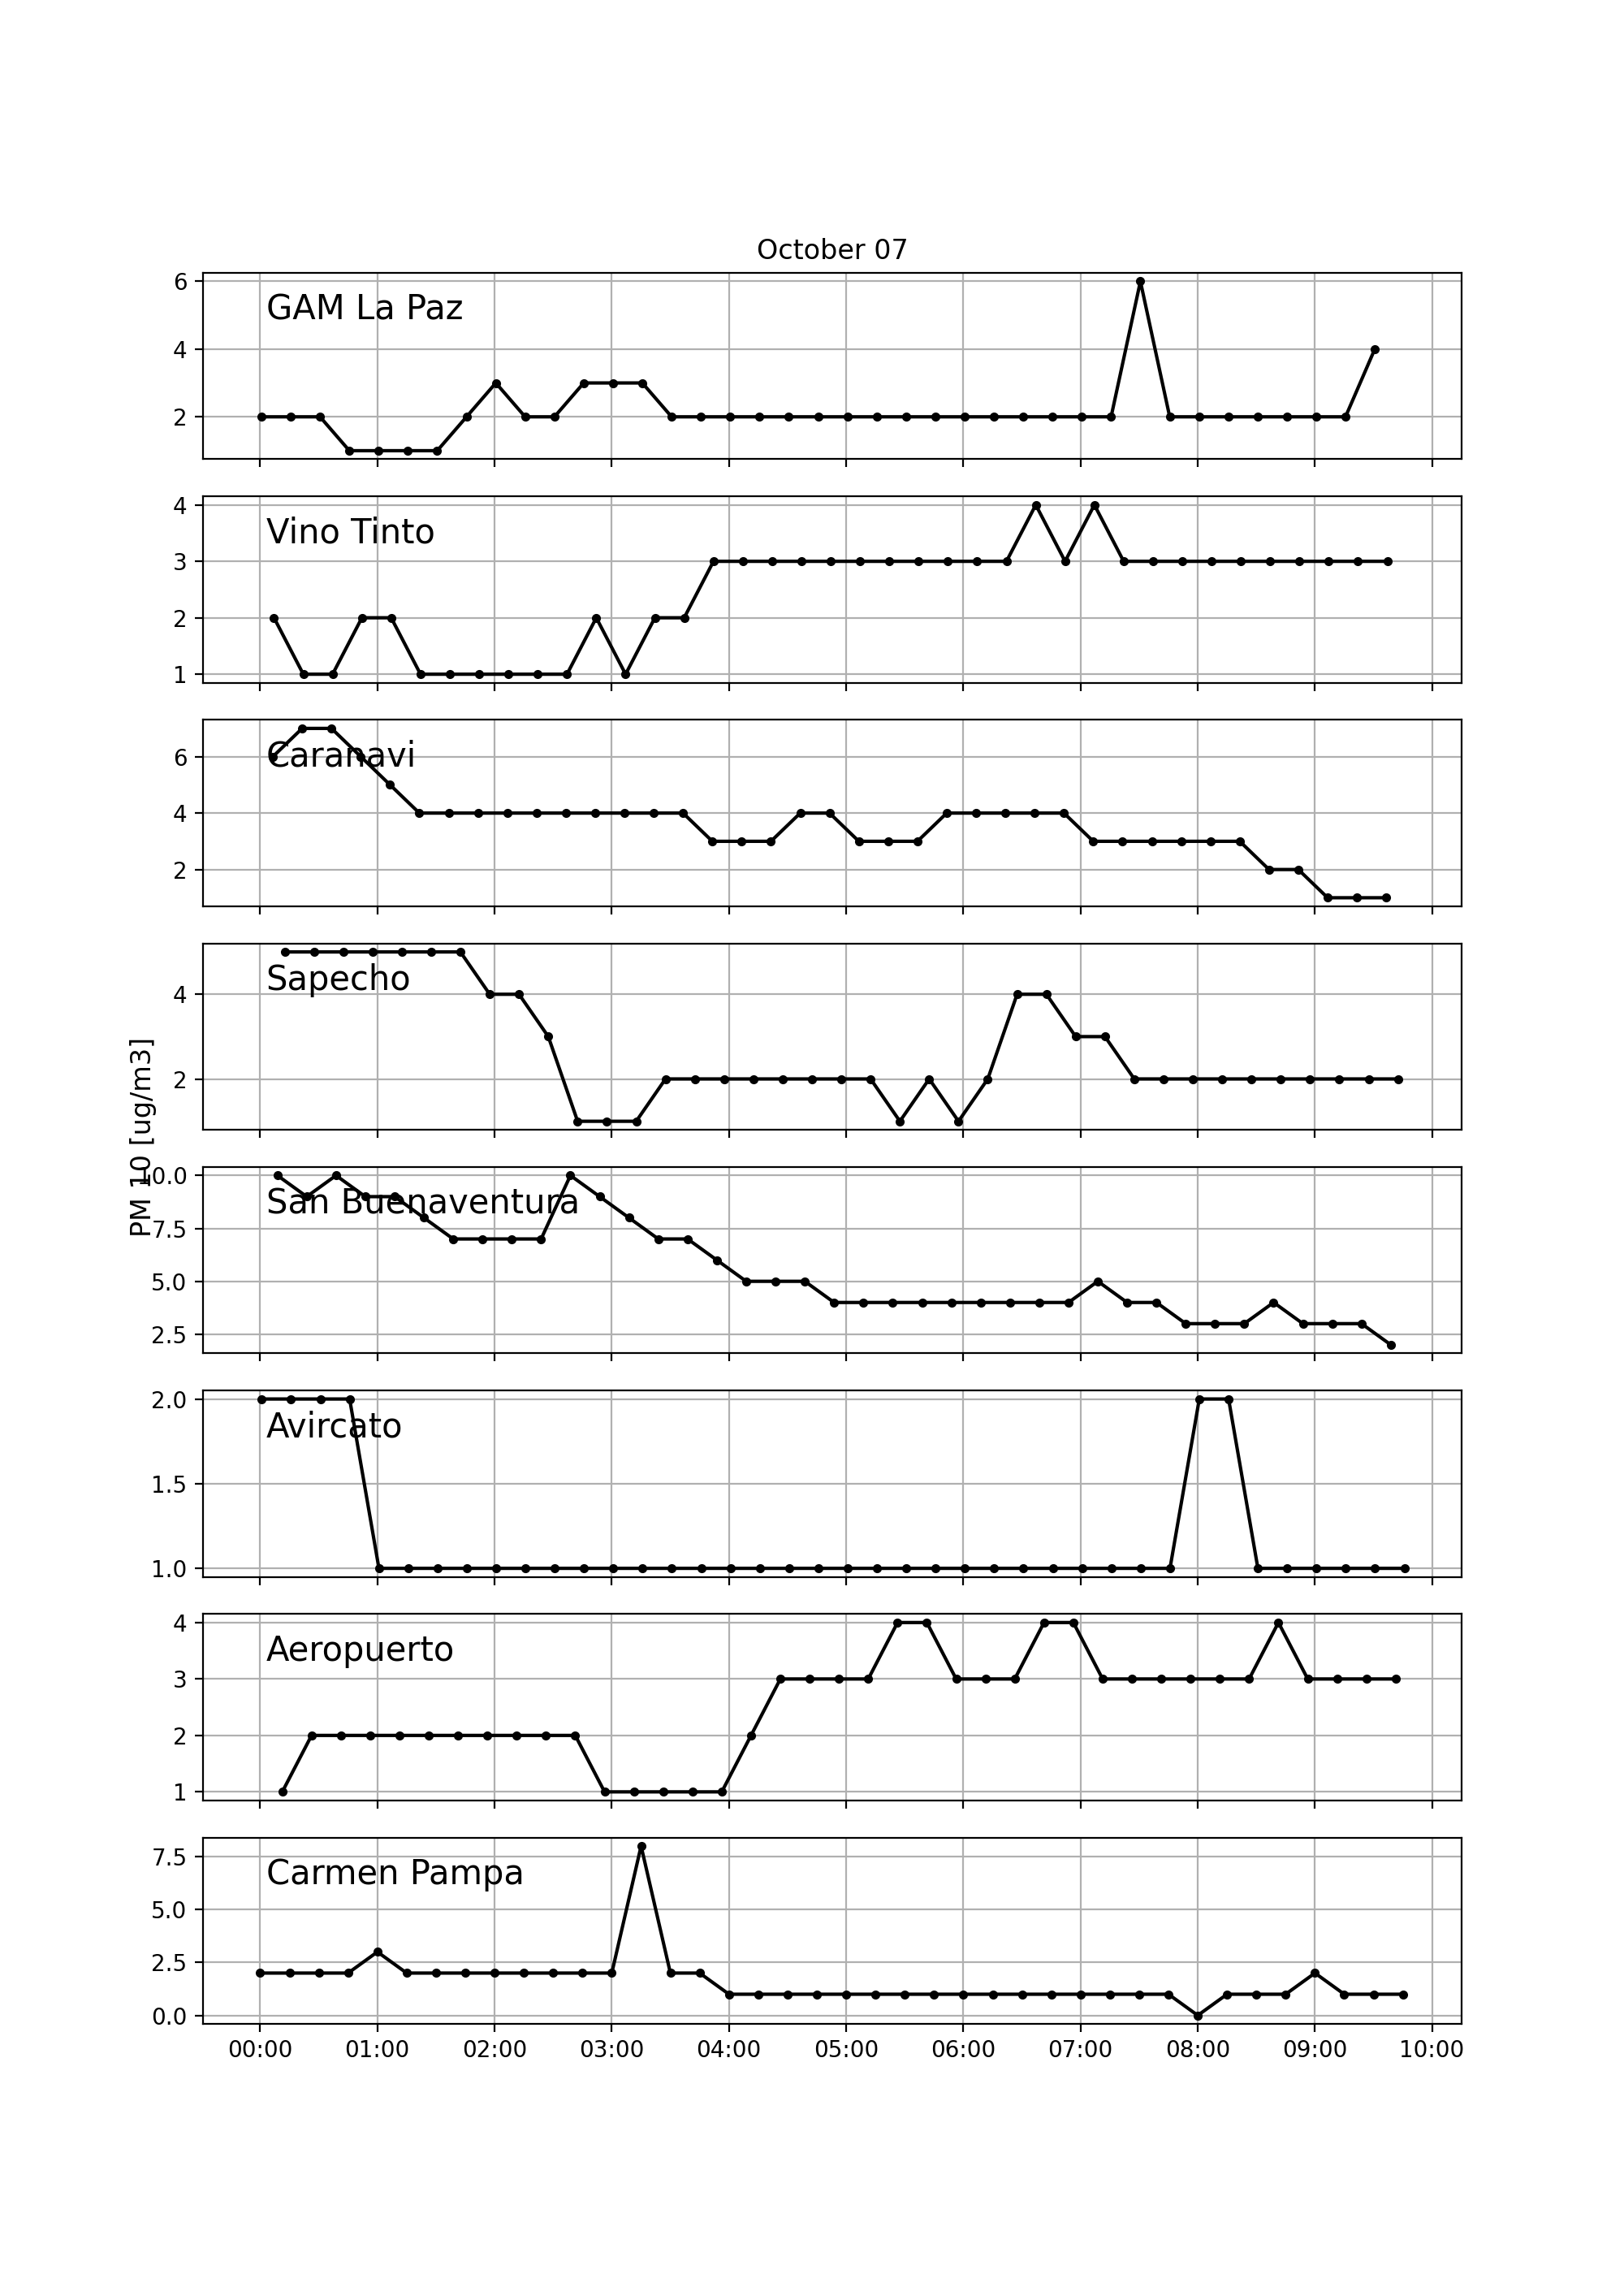 October 07
6
GAM La Paz
4
2
4
Vino Tinto
3
2
1
Caranavi
6
4
2
Sapecho
4
2
PM 10 [ug/m3]
10.0
San Buenaventura
7.5
5.0
2.5
2.0
Avircato
1.5
1.0
4
Aeropuerto
3
2
1
7.5
Carmen Pampa
5.0
2.5
0.0
00:00 01:00 02:00 03:00 04:00 05:00 06:00 07:00 08:00 09:00 10:00